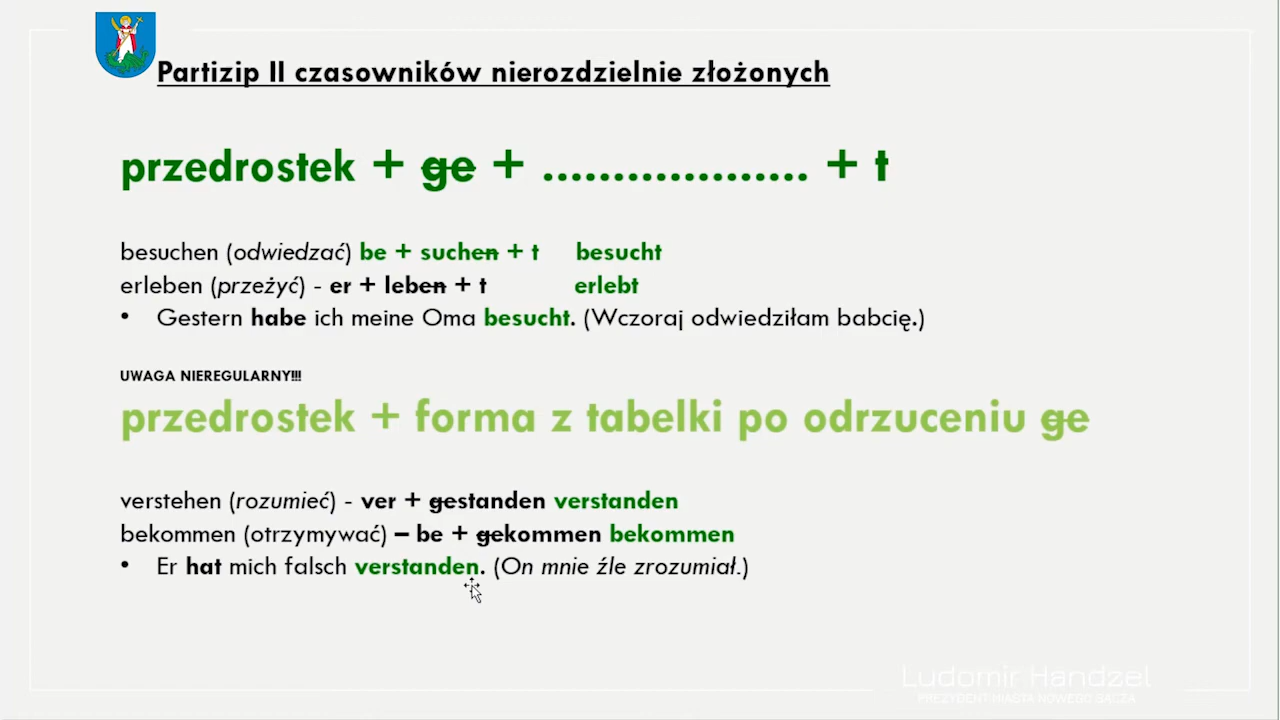 Partizip II czasowników nierozdzielnie złożonych
przedrostek + ge + ................... + t
besuchen (odwiedzać) be + suchen + t besucht
erleben (przeżyć) - er + leben + t erlebt
• Gestern habe ich meine Oma besucht. (Wczoraj odwiedziłam babcię.)
UWAGA NIEREGULARNY!!!
przedrostek + forma z tabelki po odrzuceniu ge
verstehen (rozumieć) - ver + gestanden verstanden
bekommen (otrzymywać) – be + gekommen bekommen
• Er hat mich falsch verstanden. (On mnie źle zrozumiał.)
Ludomir Handzel
PREZYDENT MIASTA NOWEGO SĄCZA